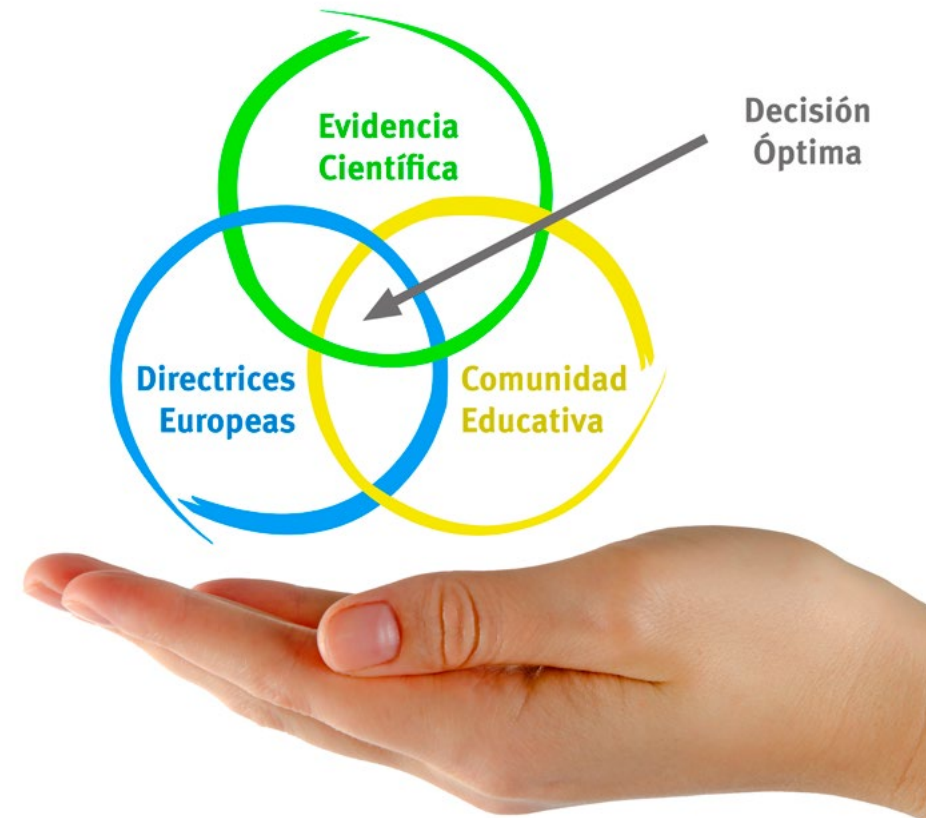 Evidencia
Científica
Decisión
Óptima
Directrices
Europeas
Comunidad
Educativa